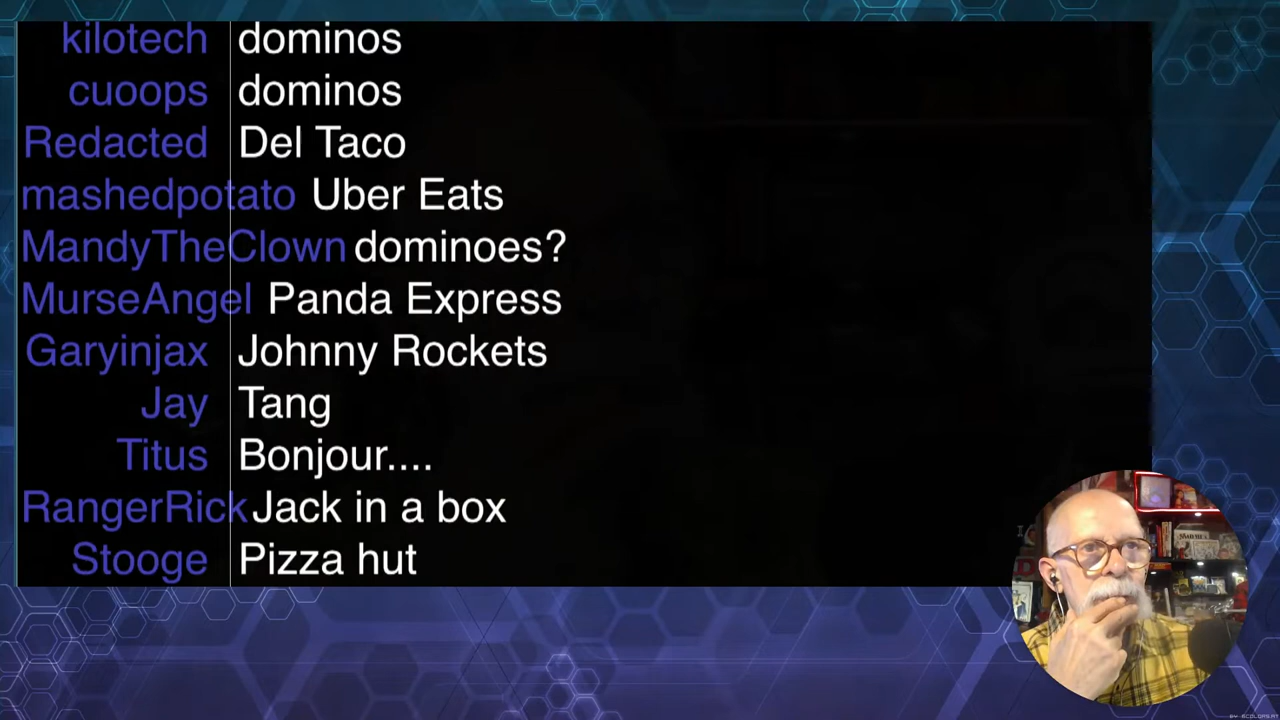 kilotech dominos
cuoops dominos
Redacted Del Taco
mashedpotato Uber Eats
MandyTheClown dominoes?
MurseAngel Panda Express
Garyinjax Johnny Rockets
Jay Tang
Titus Bonjour....
RangerRick Jack in a box
Stooge Pizza hut